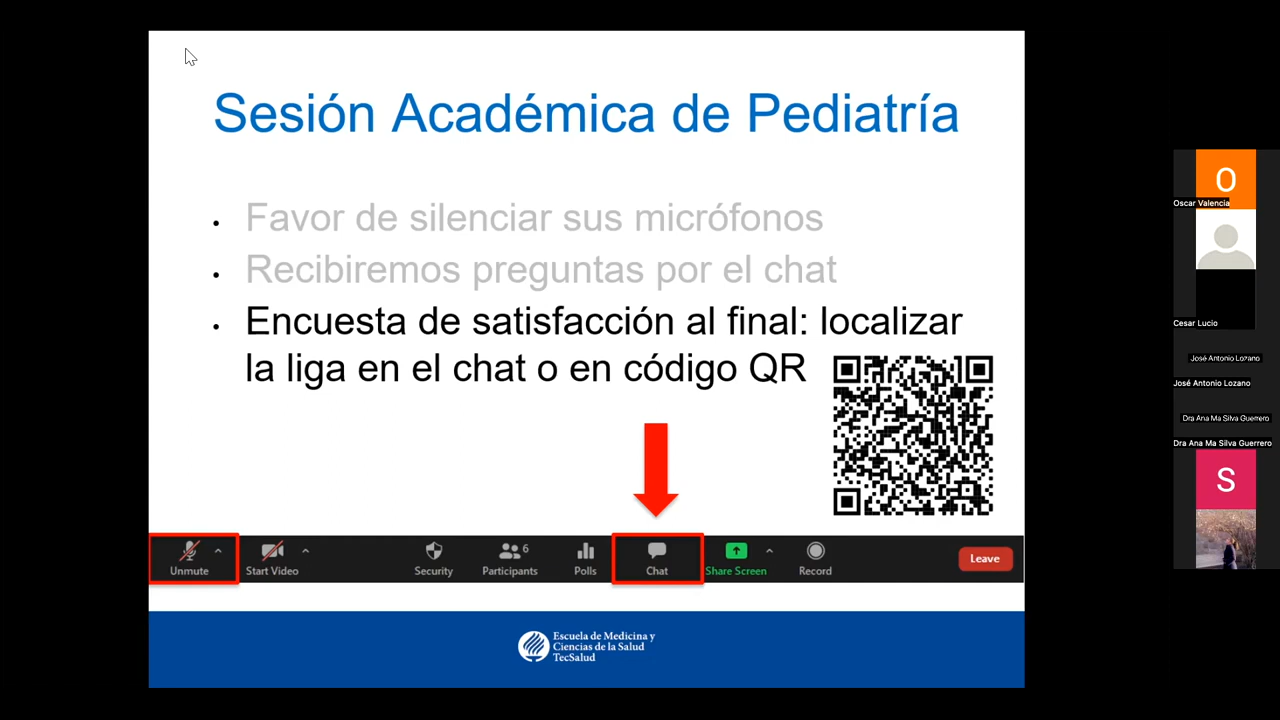 Sesión Académica de Pediatría
• Favor de silenciar sus micrófonos
• Recibiremos preguntas por el chat
• Encuesta de satisfacción al final: localizar
la liga en el chat o en código QR
Unmute
Start Video
Security
6
Participants
Polls
Chat
Share Screen
Record
Leave
Escuela de Medicina y
Ciencias de la Salud
TecSalud
O
Oscar Valencia
Cesar Lucio
José Antonio Lozano
José Antonio Lozano
Dra Ana Ma Silva Guerrero
Dra Ana Ma Silva Guerrero
S